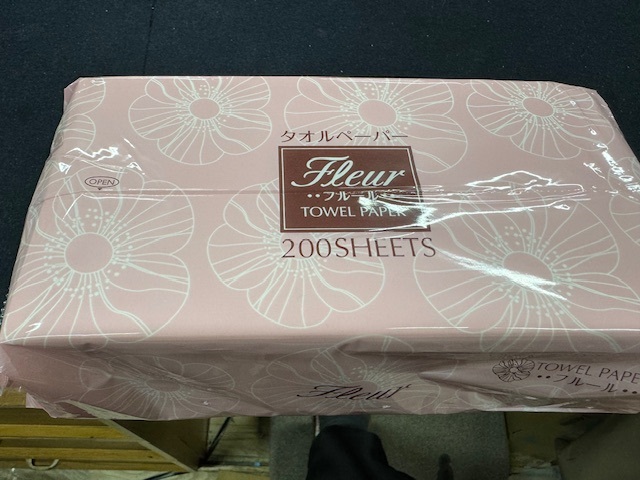 タオルペーパー
Fleur
••フルール••
TOWEL PAPER
200SHEETS
OPEN
Fleur
TOWEL PAPE
••フルール••